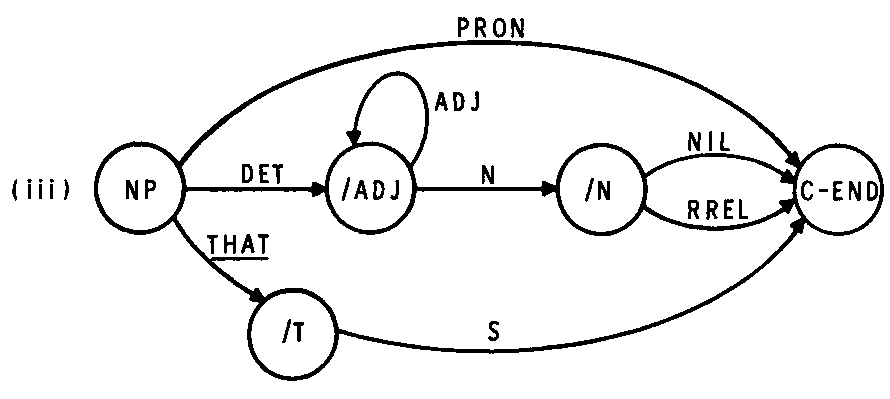 PRON
ADJ
(iii) NP DET /ADJ N /N NIL C-END
RREL
THAT
/T S